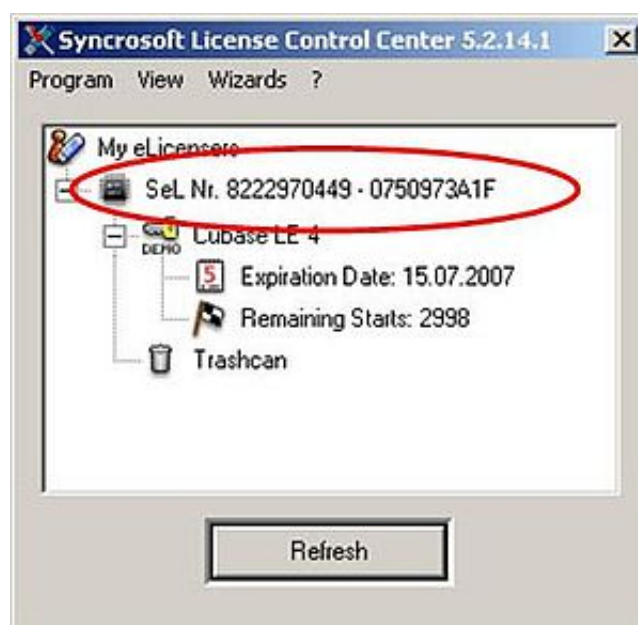 Syncrosoft License Control Center 5.2.14.1
Program View Wizards ?
My eLicensers
SeL Nr. 8222970449 - 0750973A1F
DEMO Cubase LE 4
5 Expiration Date: 15.07.2007
Remaining Starts: 2998
Trashcan
Refresh